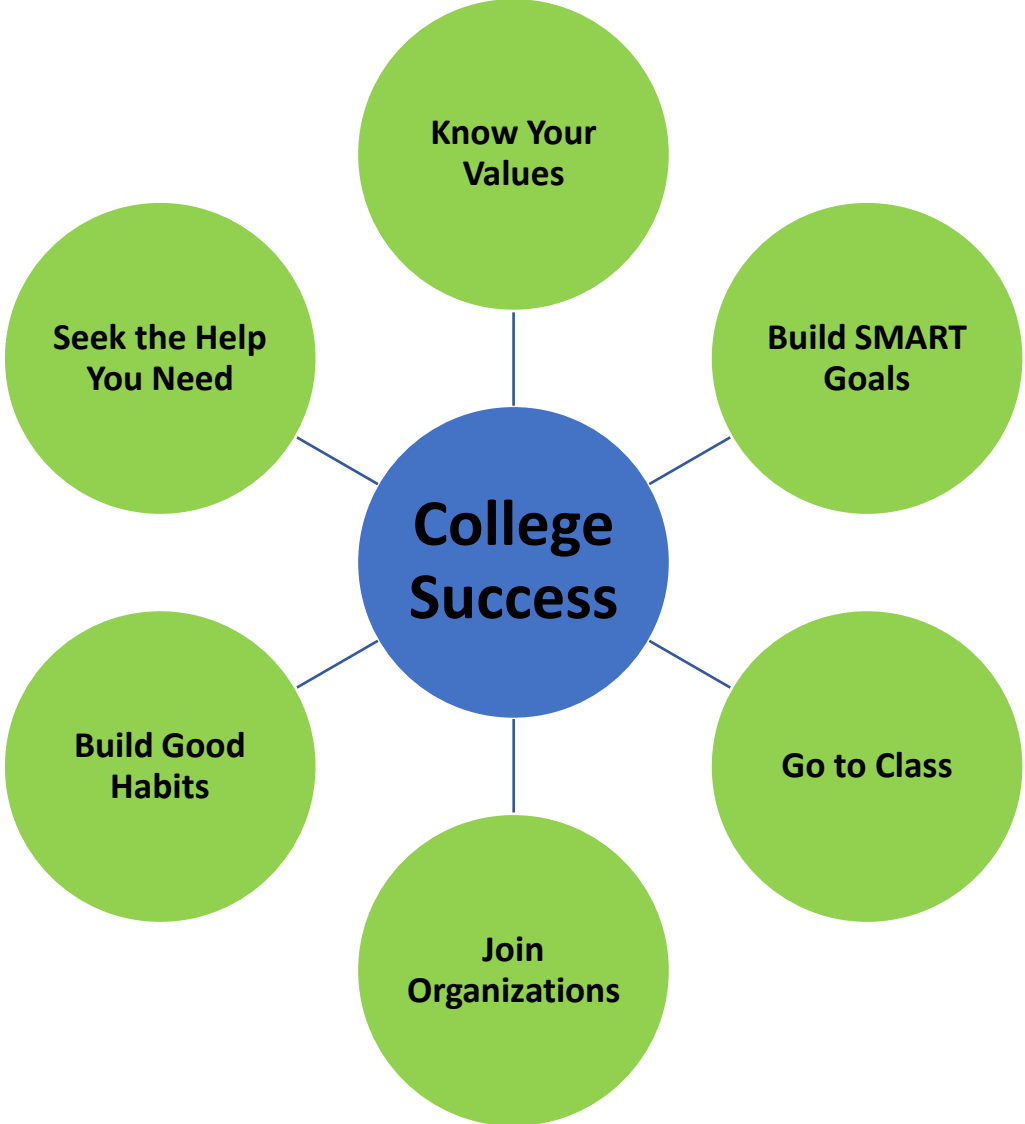 Know Your
Values
Build SMART
Goals
Go to Class
Join
Organizations
Build Good
Habits
Seek the Help
You Need
College
Success